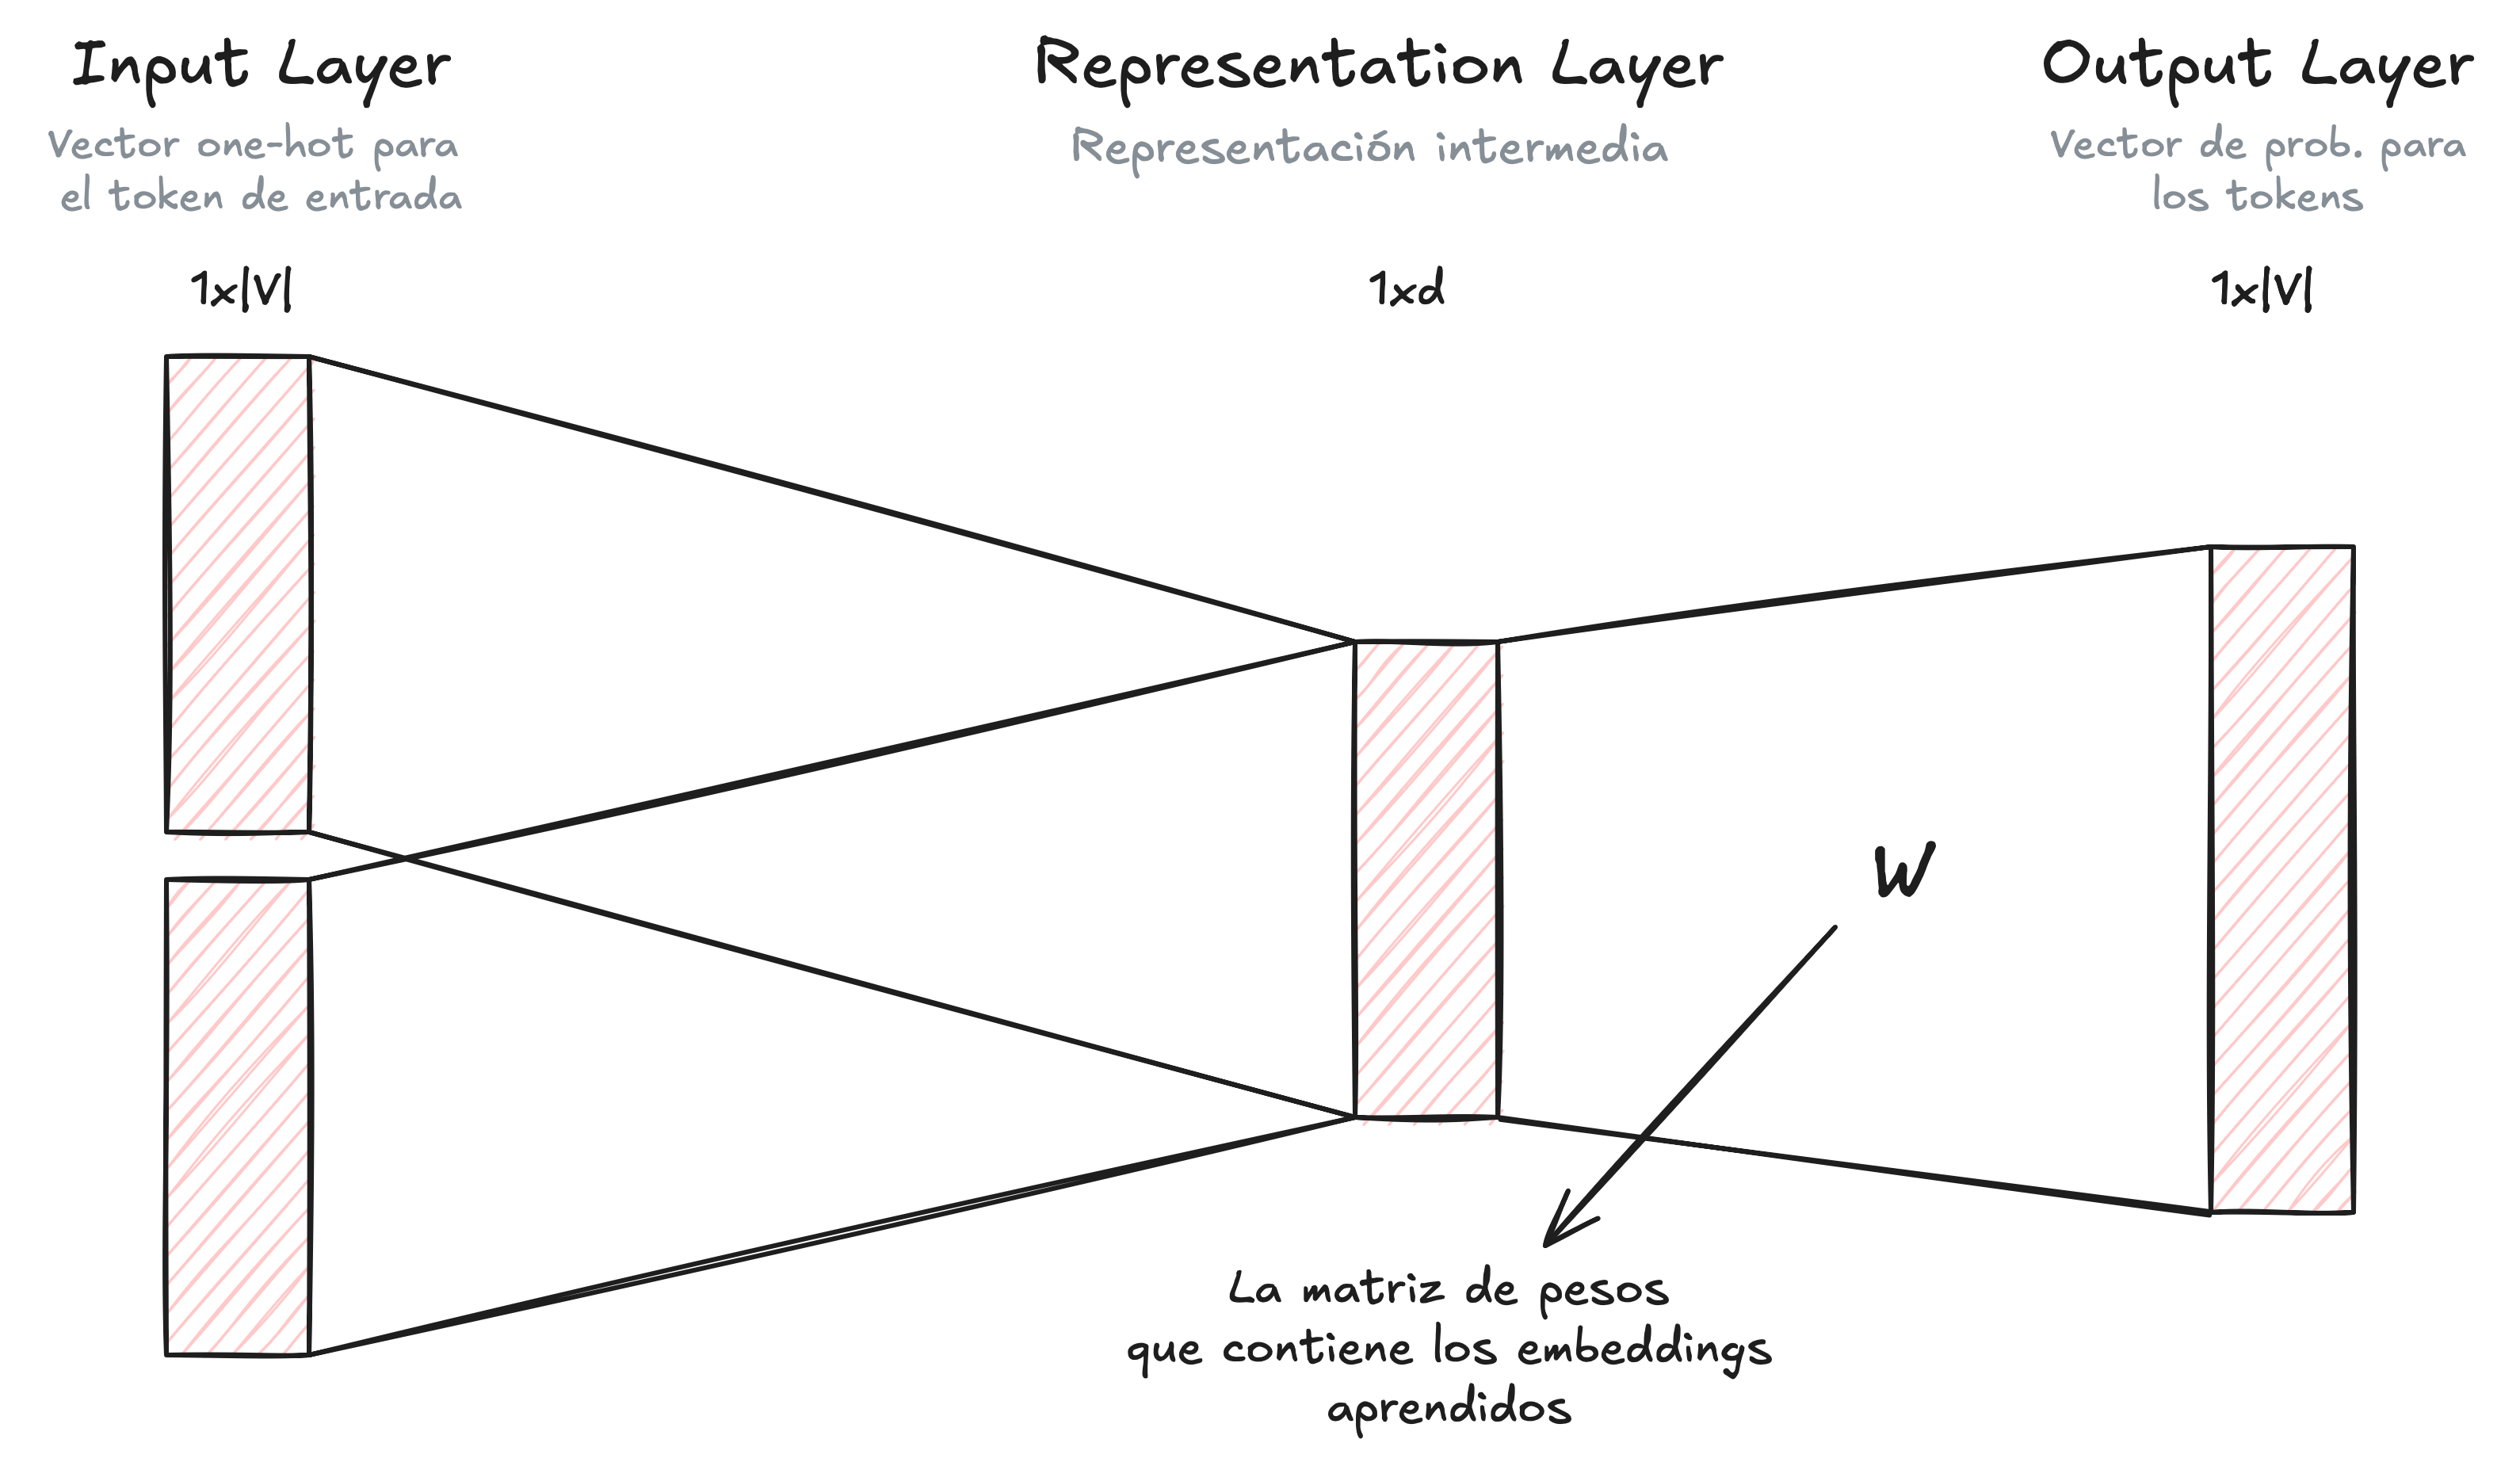 Input Layer
Vector one-hot para
el token de entrada
1x|V|
Representation Layer
Representación intermedia
1xd
Output Layer
Vector de prob. para
los tokens
1x|V|
W
La matriz de pesos
que contiene los embeddings
aprendidos